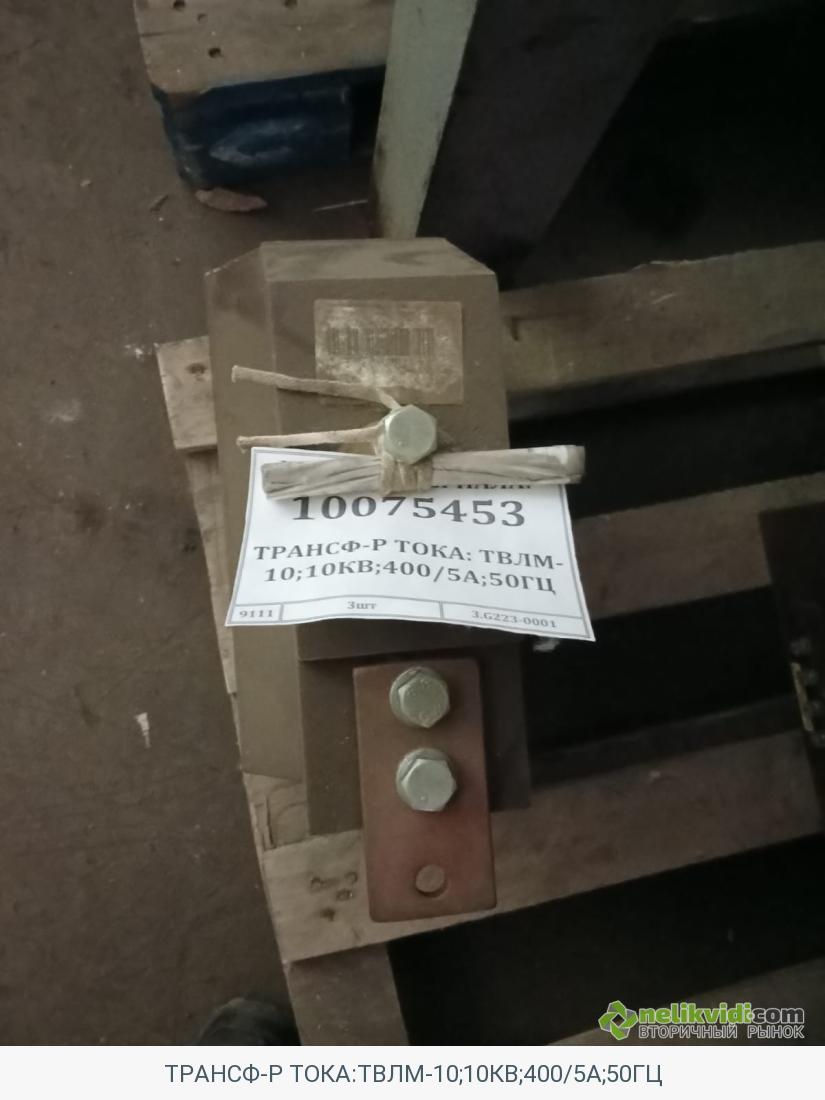 10075453
ТРАНСФ-Р ТОКА: ТВЛМ-
10;10КВ;400/5А;50ГЦ
9111 3шт 3.G223-0001
nelikvidi.com
ВТОРИЧНЫЙ РЫНОК
ТРАНСФ-Р ТОКА:ТВЛМ-10;10КВ;400/5А;50ГЦ